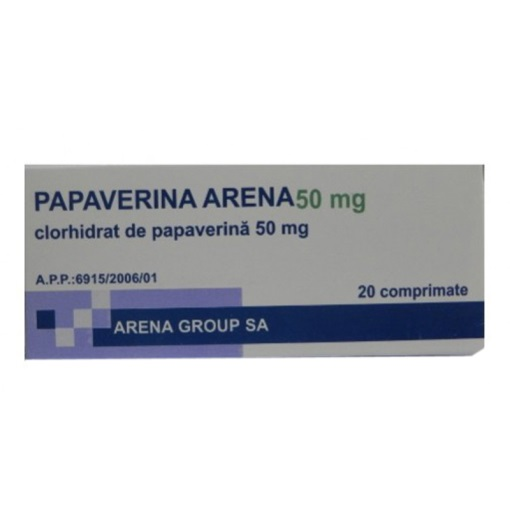 PAPAVERINA ARENA 50 mg
clorhidrat de papaverină 50 mg
A.P.P.:6915/2006/01
20 comprimate
ARENA GROUP SA